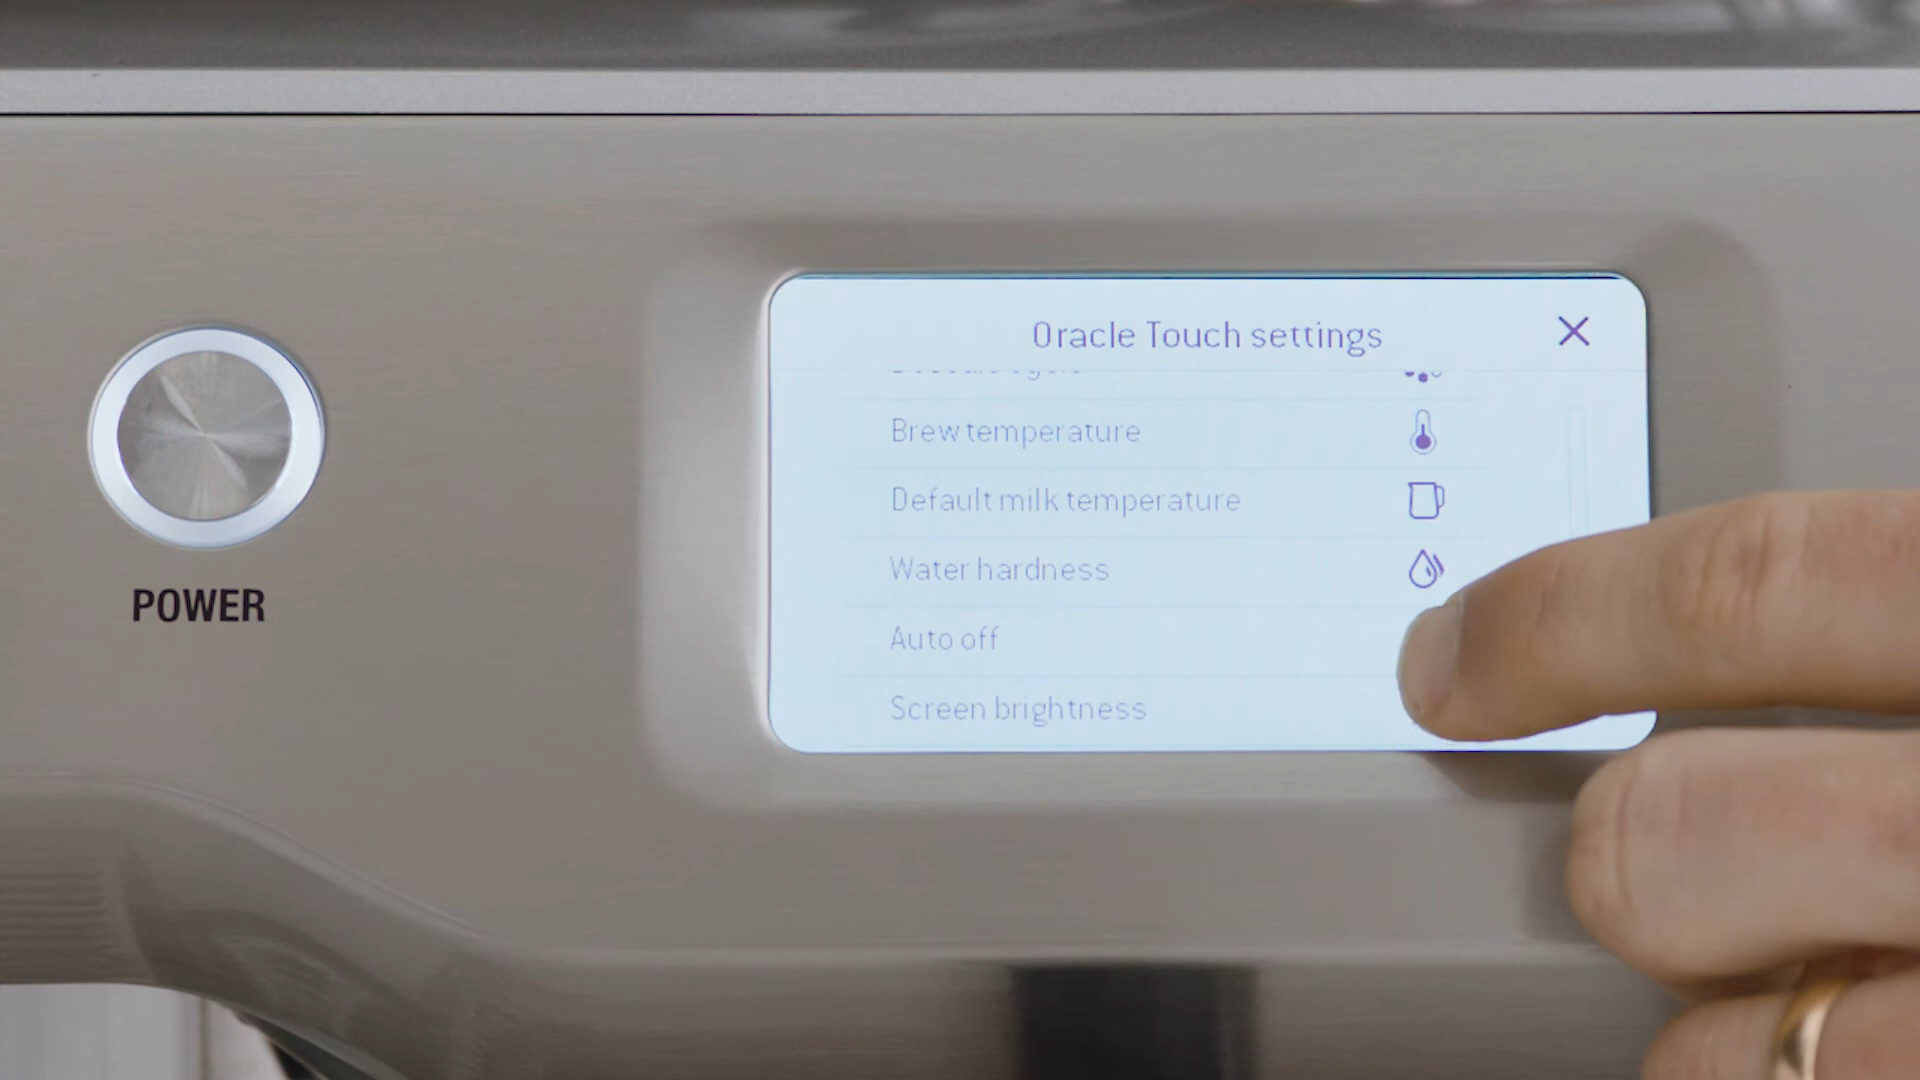 Oracle Touch settings
Brew temperature
Default milk temperature
Water hardness
Auto off
Screen brightness
POWER